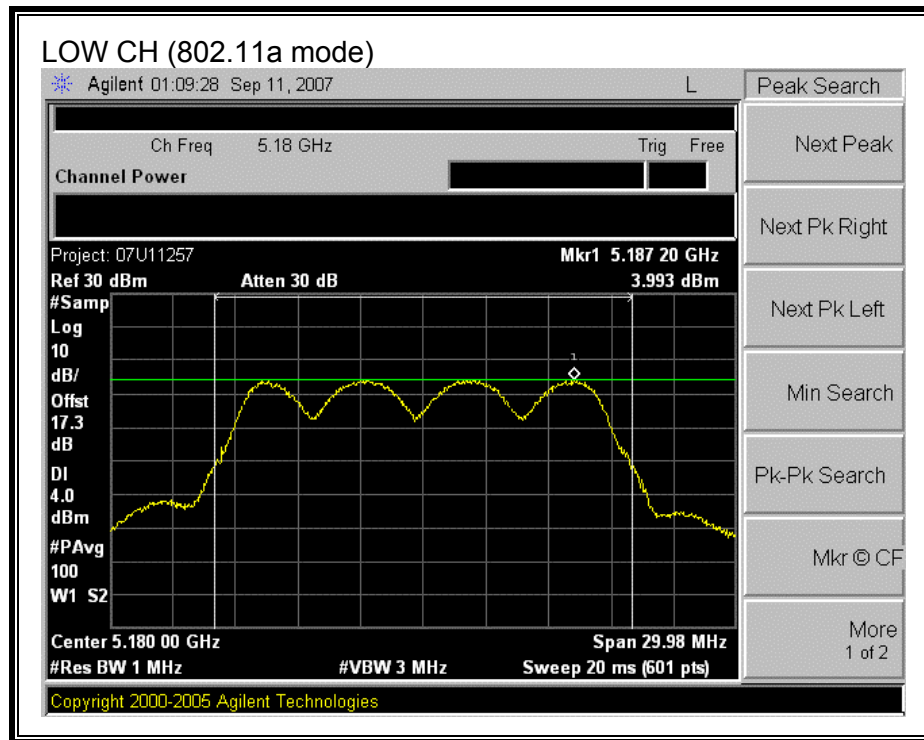 LOW CH (802.11a mode)
Agilent 01:09:28 Sep 11, 2007 L
Peak Search
Ch Freq 5.18 GHz Trig Free
Next Peak
Channel Power
Next Pk Right
Project: 07U11257 Mkr1 5.187 20 GHz
Ref 30 dBm Atten 30 dB 3.993 dBm
#Samp
Log
10
dB/
Offst
17.3
dB
DI
4.0
dBm
#PAvg
100
W1 S2
1
Next Pk Left
Min Search
Pk-Pk Search
Mkr © CF
More
1 of 2
Center 5.180 00 GHz Span 29.98 MHz
#Res BW 1 MHz #VBW 3 MHz Sweep 20 ms (601 pts)
Copyright 2000-2005 Agilent Technologies